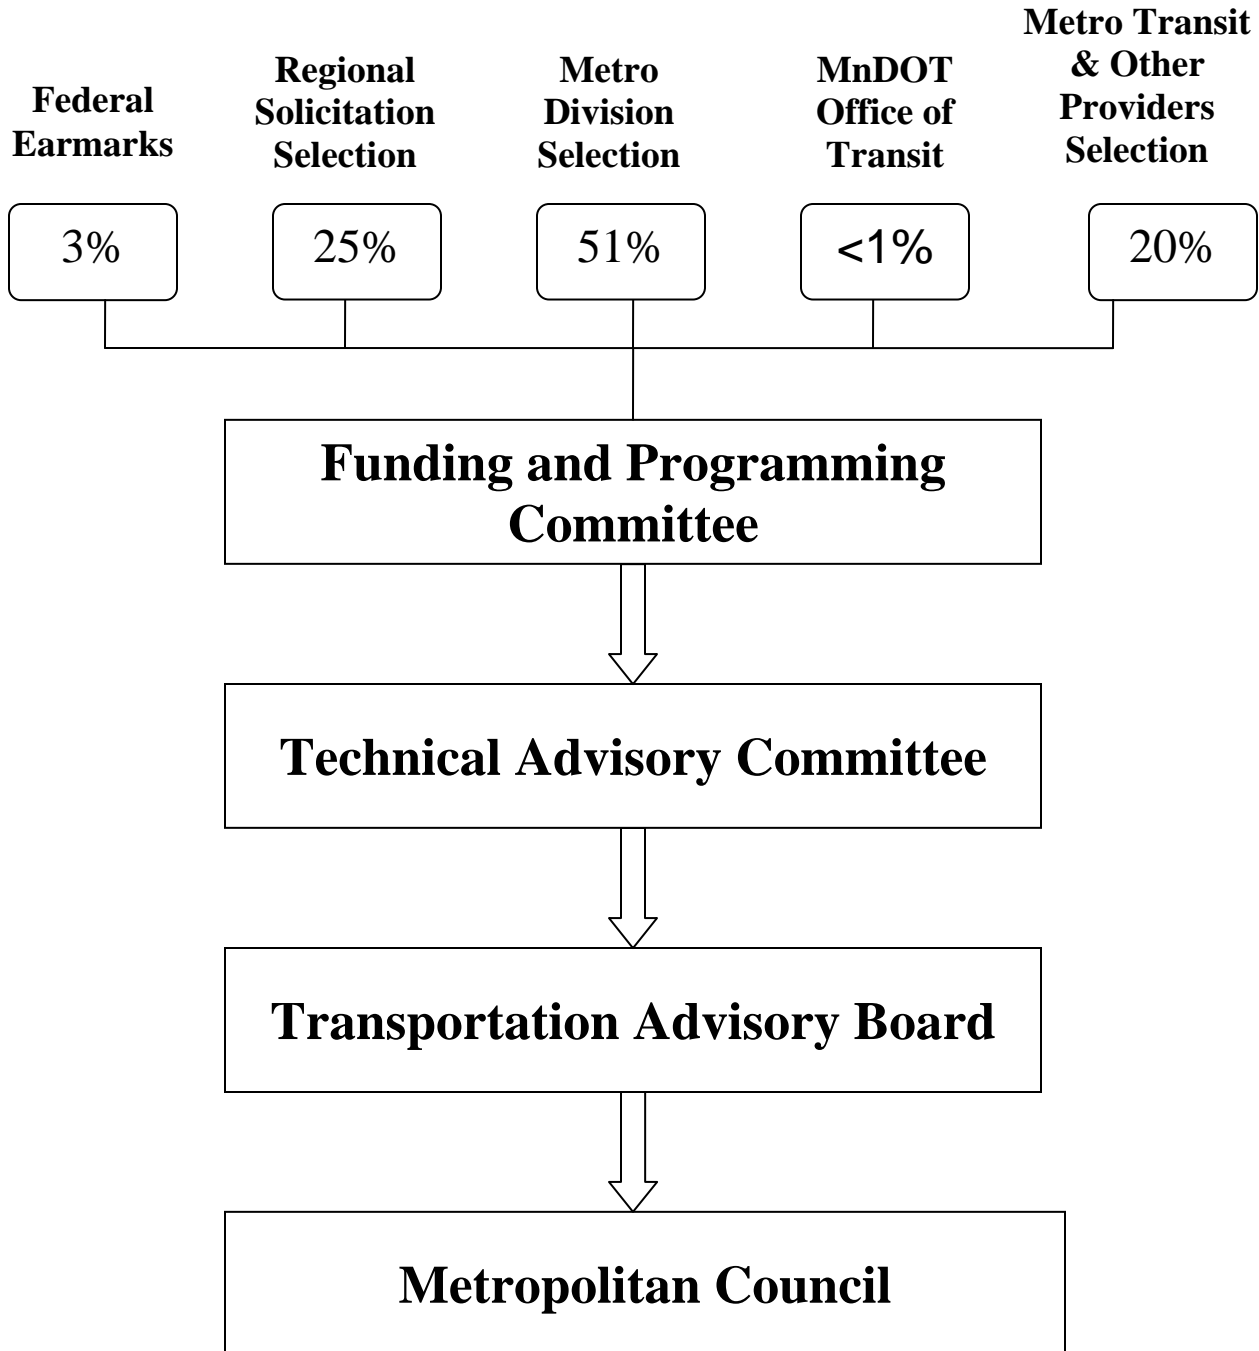 Federal
Earmarks
Regional
Solicitation
Selection
Metro
Division
Selection
MnDOT
Office of
Transit
Metro Transit
& Other
Providers
Selection
3%
25%
51%
<1%
20%
Funding and Programming
Committee
Technical Advisory Committee
Transportation Advisory Board
Metropolitan Council